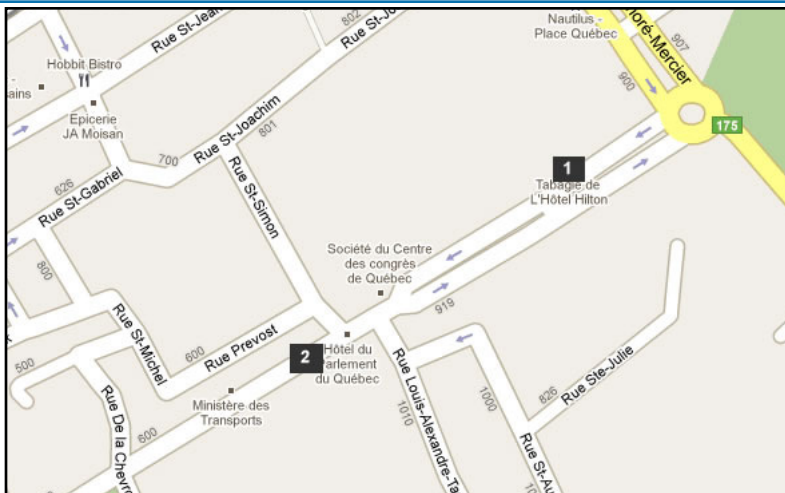 Rue St-Jean
802
Rue St-Jo
Nautilus -
Place Québec
noré-Mercier
907
900
Hobbit Bistro
ains
Epicerie
JA Moisan
700
Rue St-Joachim
801
175
1
Tabagie de
L'Hôtel Hilton
626
Rue St-Gabriel
Rue St-Simon
Société du Centre
des congrès
de Québec
800
919
Rue St-Michel
600
Rue Prevost
2
Hôtel du
Parlement
du Québec
500
Ministère des
Transports
600
Rue De la Chevro
Rue Louis-Alexandre-Ta
1010
1000
Rue St-Au
826
Rue Ste-Julie